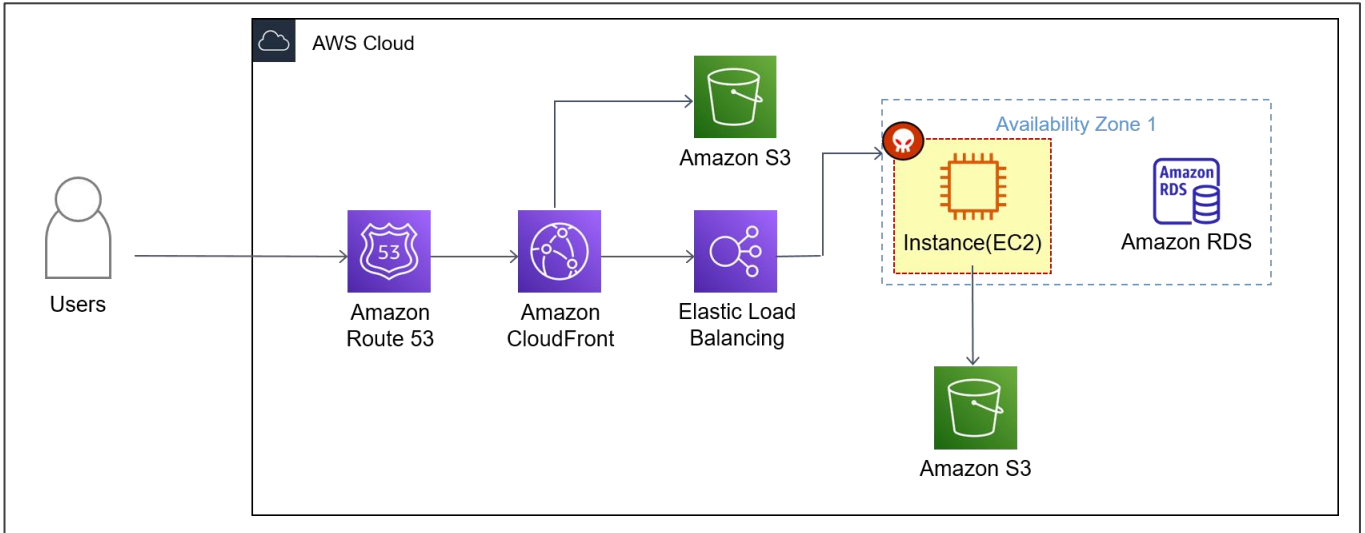 AWS Cloud
Amazon S3
Availability Zone 1
Amazon
RDS
Instance(EC2)
Amazon RDS
53
Users
Amazon
Route 53
Amazon
CloudFront
Elastic Load
Balancing
Amazon S3